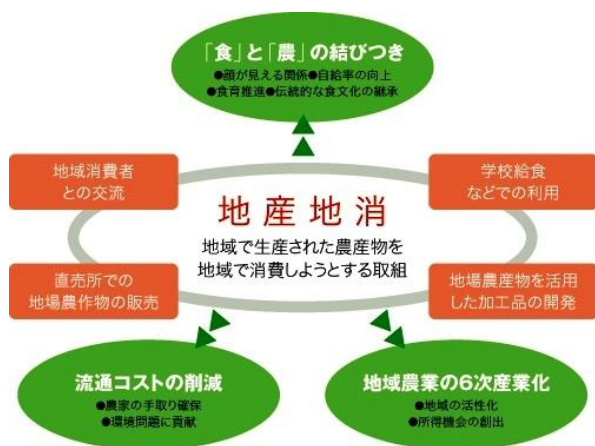 「食」と「農」の結びつき
●顔が見える関係●自給率の向上
●食育推進●伝統的な食文化の継承
地域消費者
との交流
学校給食
などでの利用
地産地消
地域で生産された農産物を
地域で消費しようとする取組
直売所での
地場農作物の販売
地場農産物を活用
した加工品の開発
流通コストの削減
●農家の手取り確保
●環境問題に貢献
地域農業の6次産業化
●地域の活性化
●所得機会の創出